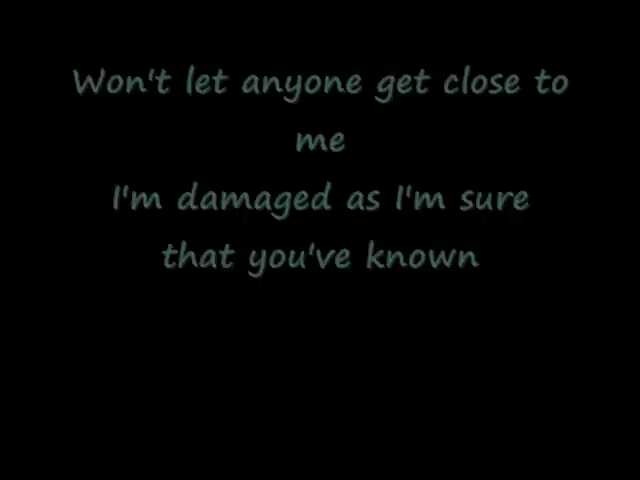 Won't let anyone get close to
me
I'm damaged as I'm sure
that you've known